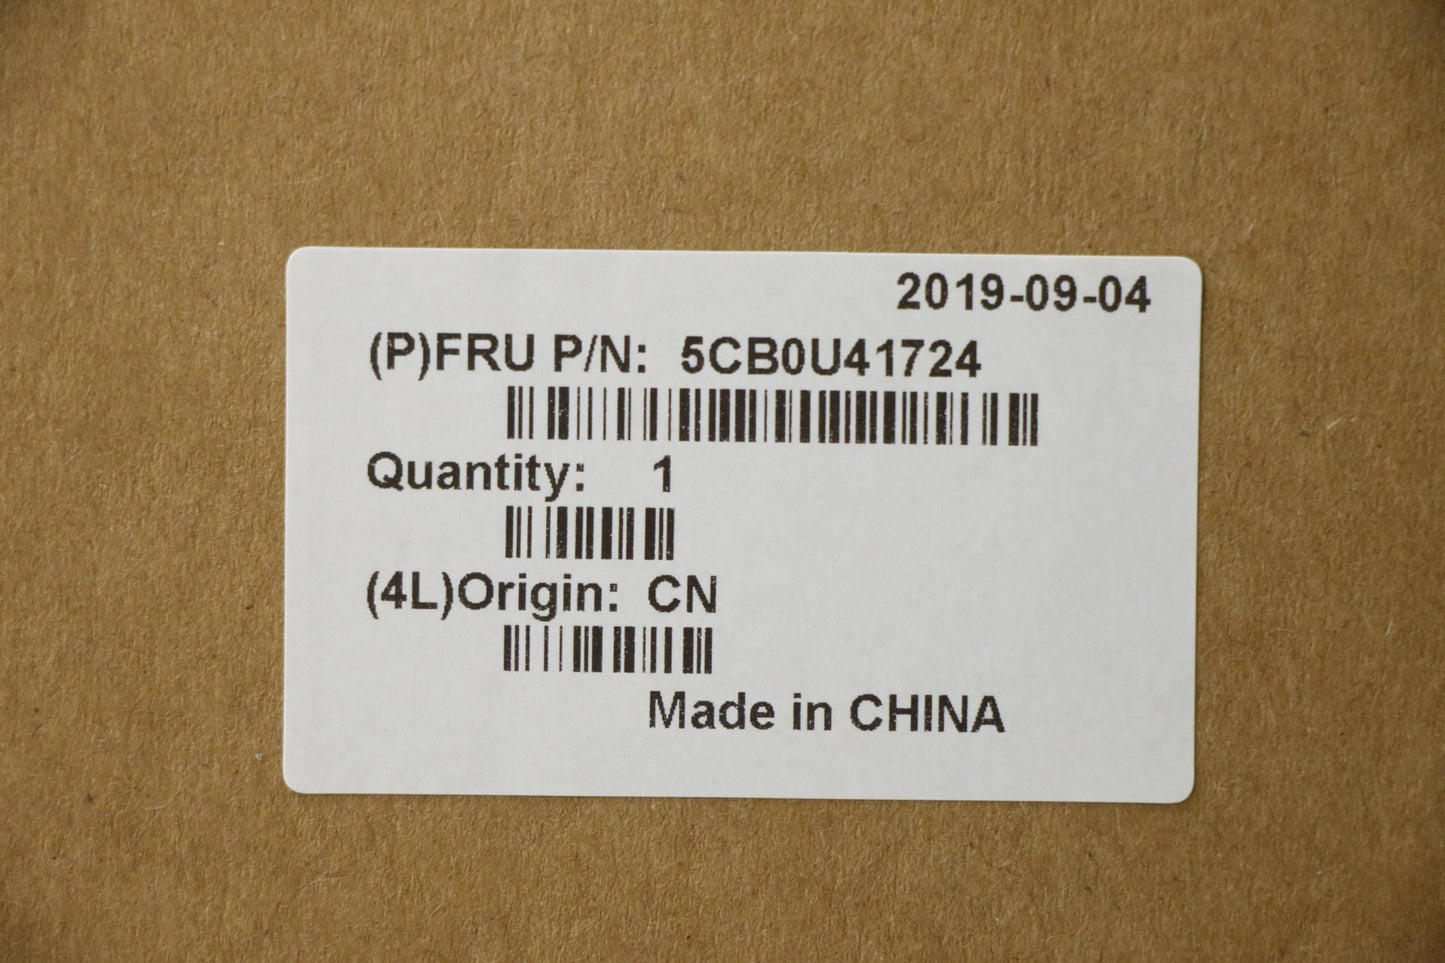 2019-09-04
(P)FRU P/N: 5CB0U41724
Quantity: 1
(4L)Origin: CN
Made in CHINA